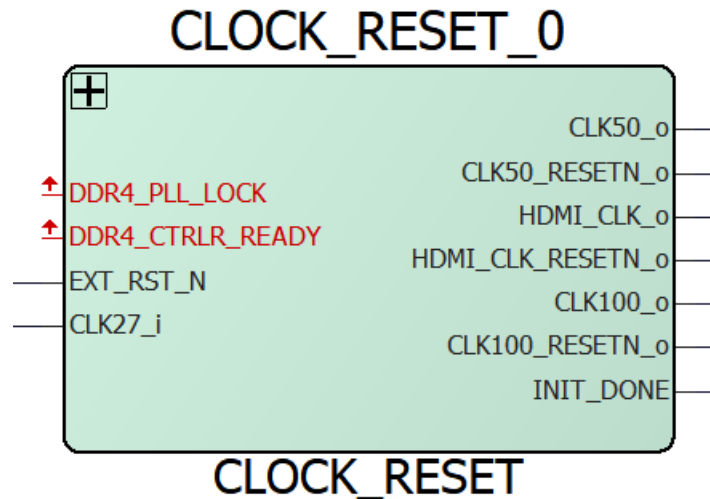 CLOCK_RESET_0
CLK50_o
CLK50_RESETN_o
DDR4_PLL_LOCK
HDMI_CLK_o
DDR4_CTRLR_READY
HDMI_CLK_RESETN_o
EXT_RST_N
CLK100_o
CLK27_i
CLK100_RESETN_o
INIT_DONE
CLOCK_RESET